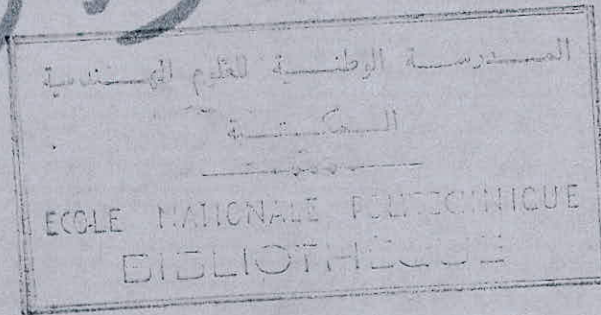 المدرسة الوطنية للعلوم الهندسية
المكتبة
ECOLE NATIONALE POLYTECHNIQUE
BIBLIOTHEQUE